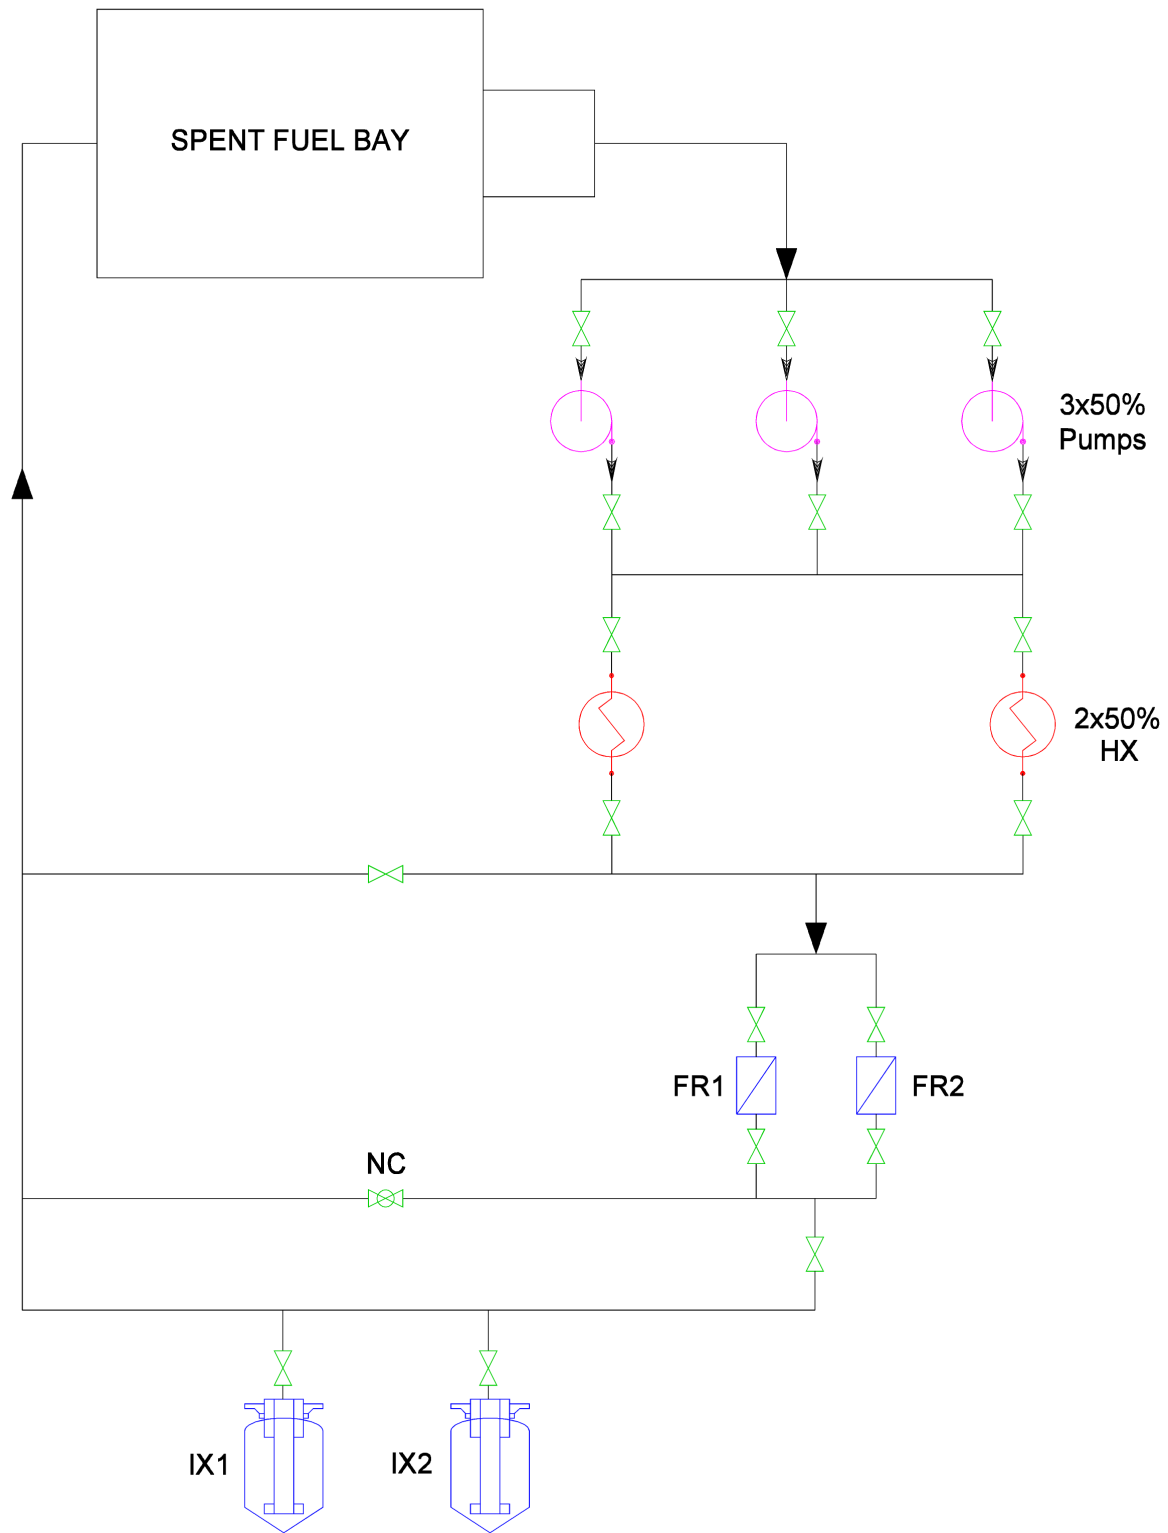 SPENT FUEL BAY
3x50%
Pumps
2x50%
HX
FR1
FR2
NC
IX1
IX2